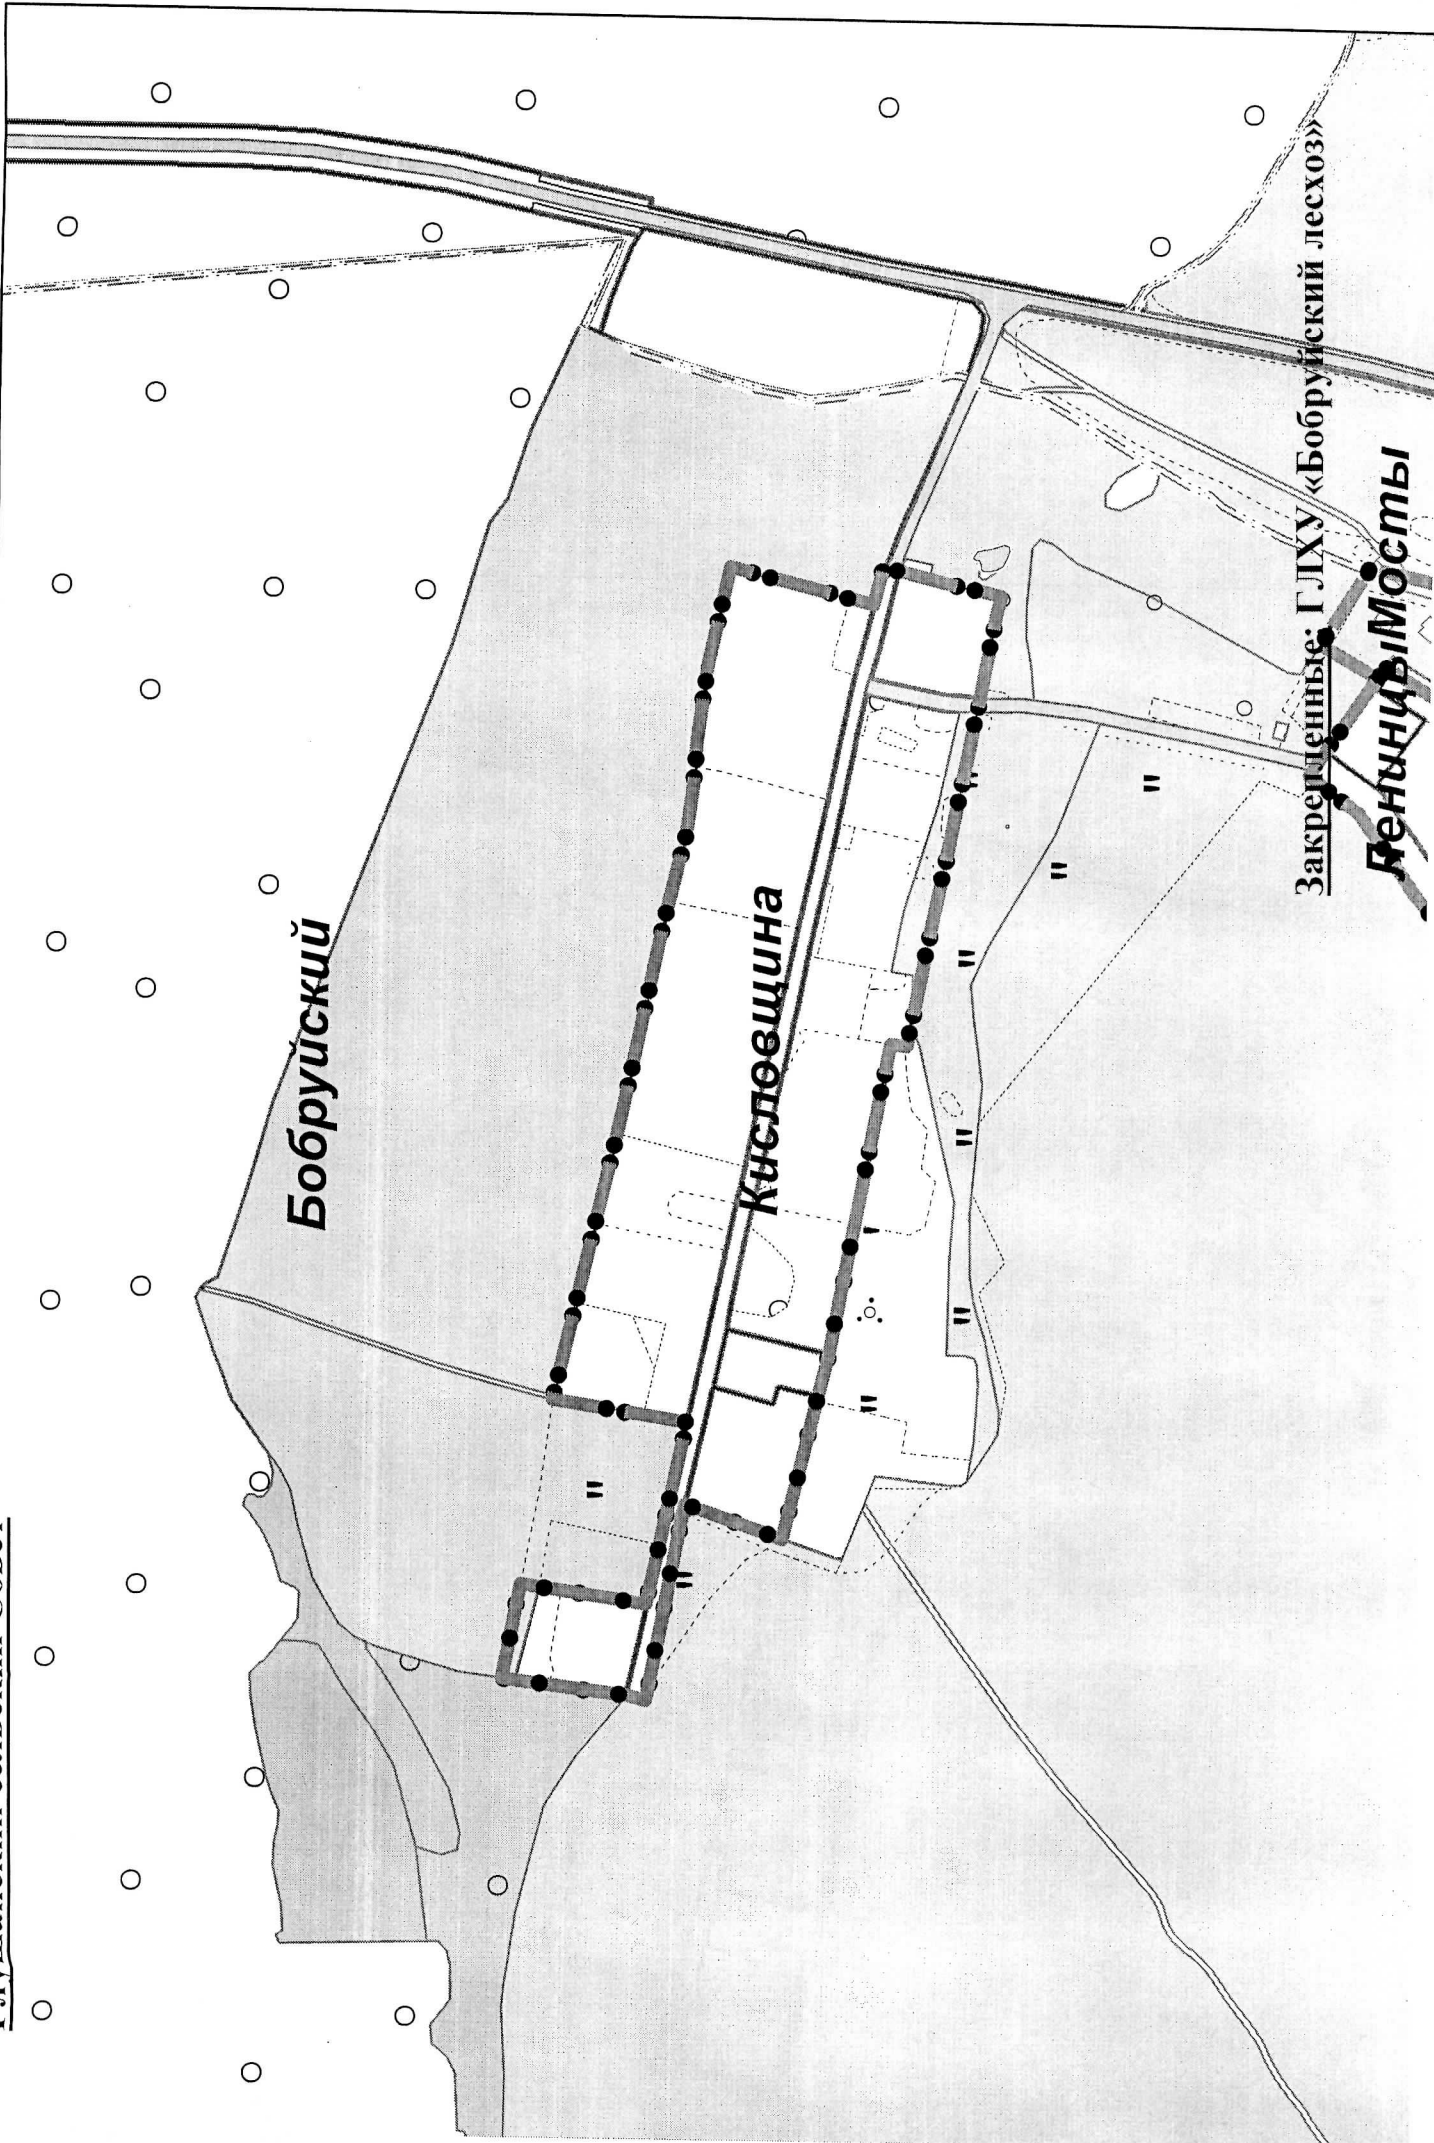 Бобруйский
Кисловщина
Закрепленные: ГЛХУ «Бобруйский лесхоз»
ЛенинцыМосты